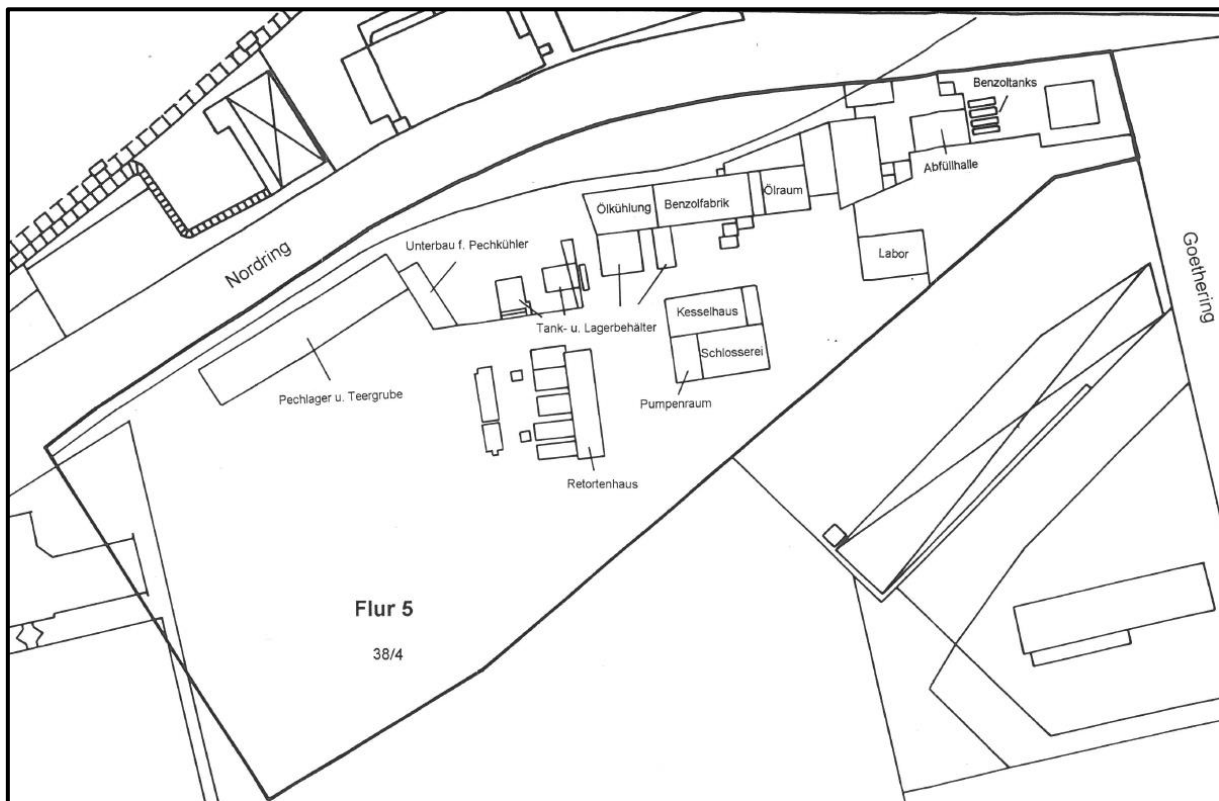 Benzoltanks
Abfüllhalle
Ölraum
Benzolfabrik
Ölkühlung
Unterbau f. Pechkühler
Nordring
Goethering
Labor
Tank- u. Lagerbehälter
Kesselhaus
Schlosserei
Pumpenraum
Pechlager u. Teergrube
Retortenhaus
Flur 5
38/4